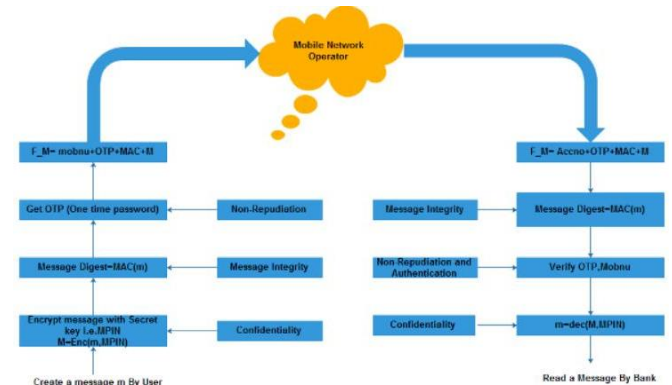 Mobile Network
Operator
F_M= mobnu+OTP+MAC+M
Get OTP (One time password)
Non-Repudiation
Message Digest=MAC(m)
Message Integrity
Encrypt message with Secret
key I.e.MPIN
M=Enc(m,MPIN)
Confidentiality
Create a message m By User
F_M= Accno+OTP+MAC+M
Message Integrity
Message Digest=MAC(m)
Non-Repudiation and
Authentication
Verify OTP,Mobnu
Confidentiality
m=dec(M,MPIN)
Read a Message By Bank